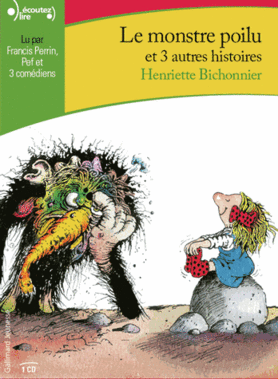 écoutez
lire
Lu par
Francis Perrin,
Pef et
3 comédiens
Le monstre poilu
et 3 autres histoires
Henriette Bichonnier
Gallimard Jeunesse
1 CD